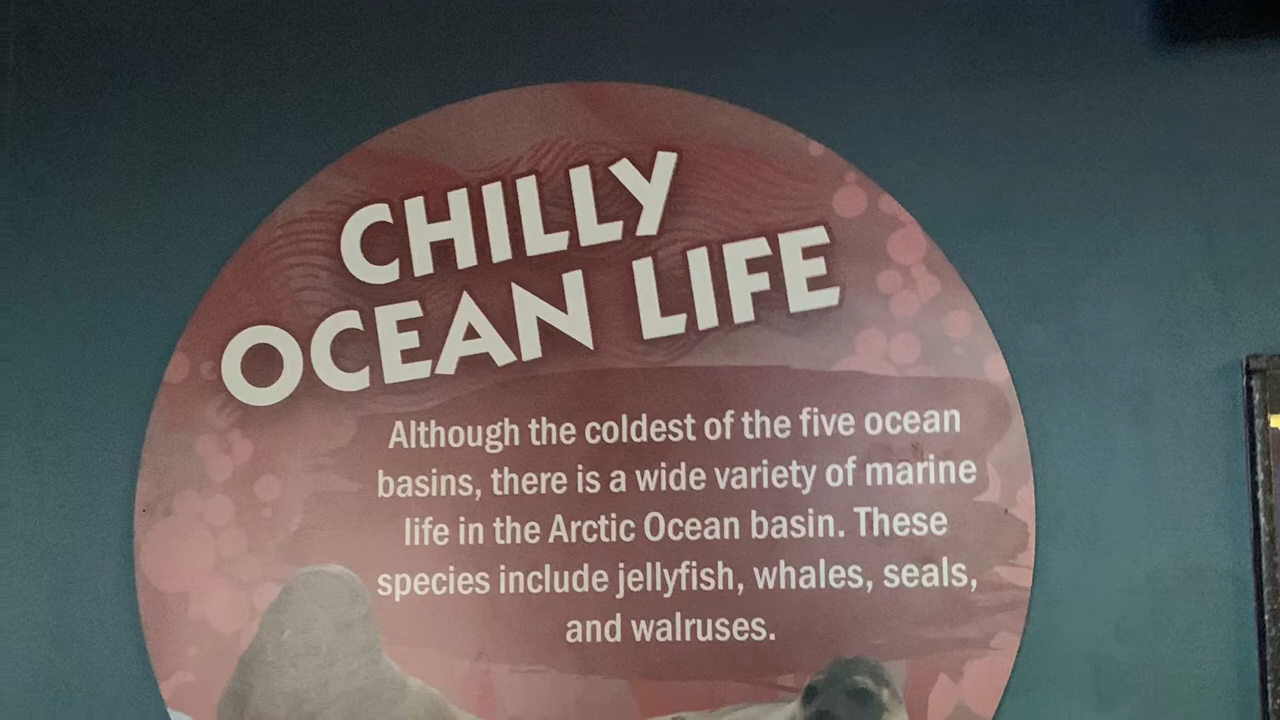 CHILLY
OCEAN LIFE
Although the coldest of the five ocean
basins, there is a wide variety of marine
life in the Arctic Ocean basin. These
species include jellyfish, whales, seals,
and walruses.